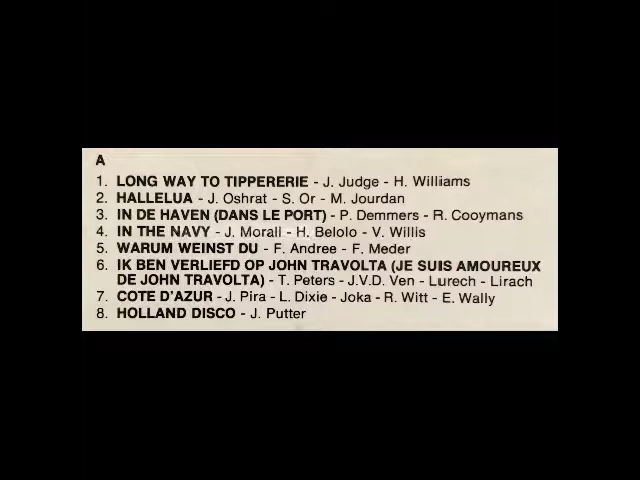 A
1. LONG WAY TO TIPPERERIE - J. Judge - H. Williams
2. HALLELUA - J. Oshrat - S. Or - M. Jourdan
3. IN DE HAVEN (DANS LE PORT) - P. Demmers - R. Cooymans
4. IN THE NAVY - J. Morali - H. Belolo - V. Willis
5. WARUM WEINST DU - F. Andree - F. Meder
6. IK BEN VERLIEFD OP JOHN TRAVOLTA (JE SUIS AMOUREUX
DE JOHN TRAVOLTA) - T. Peters - J.V.D. Ven - Lurech - Lirach
7. COTE D'AZUR - J. Pira - L. Dixie - Joka - R. Witt - E. Wally
8. HOLLAND DISCO - J. Putter